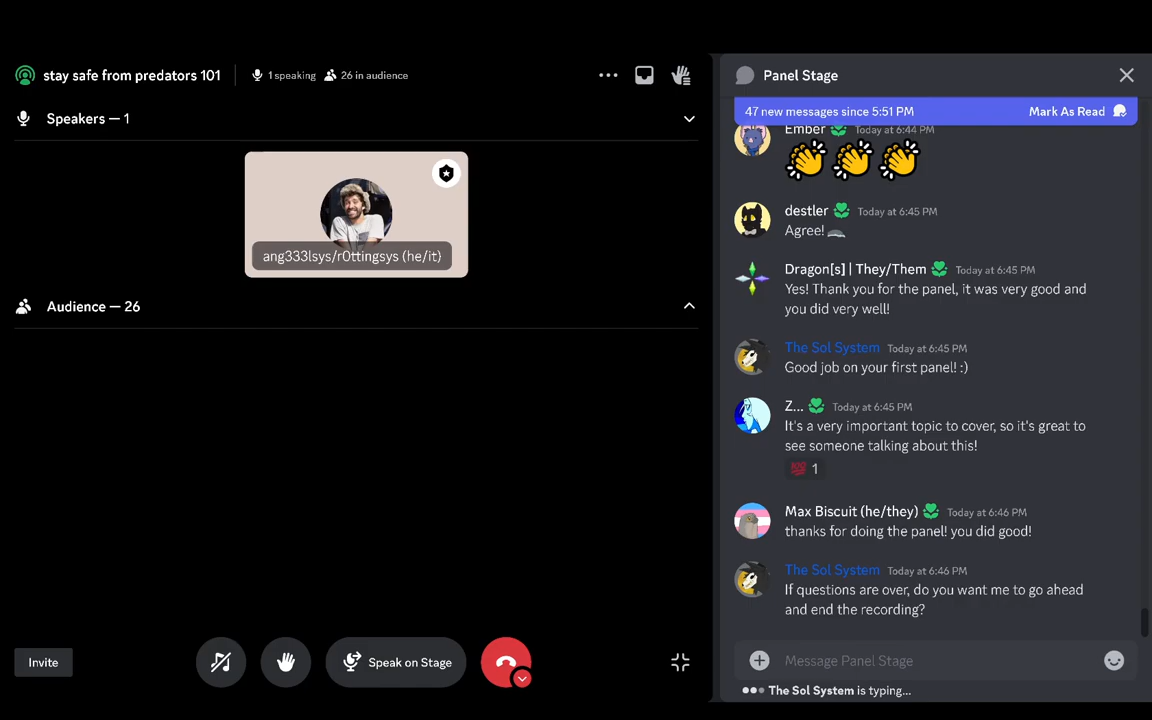 stay safe from predators 101
1 speaking
26 in audience
Speakers — 1
ang333lsys/r0ttingsys (he/it)
Audience — 26
Invite
Speak on Stage
Panel Stage
47 new messages since 5:51 PM
Mark As Read
Ember Today at 6:44 PM
destler Today at 6:45 PM
Agree!
Dragon[s] | They/Them Today at 6:45 PM
Yes! Thank you for the panel, it was very good and
you did very well!
The Sol System Today at 6:45 PM
Good job on your first panel! :)
Z... Today at 6:45 PM
It's a very important topic to cover, so it's great to
see someone talking about this!
💯 1
Max Biscuit (he/they) Today at 6:46 PM
thanks for doing the panel! you did good!
The Sol System Today at 6:46 PM
If questions are over, do you want me to go ahead
and end the recording?
Message Panel Stage
The Sol System is typing...